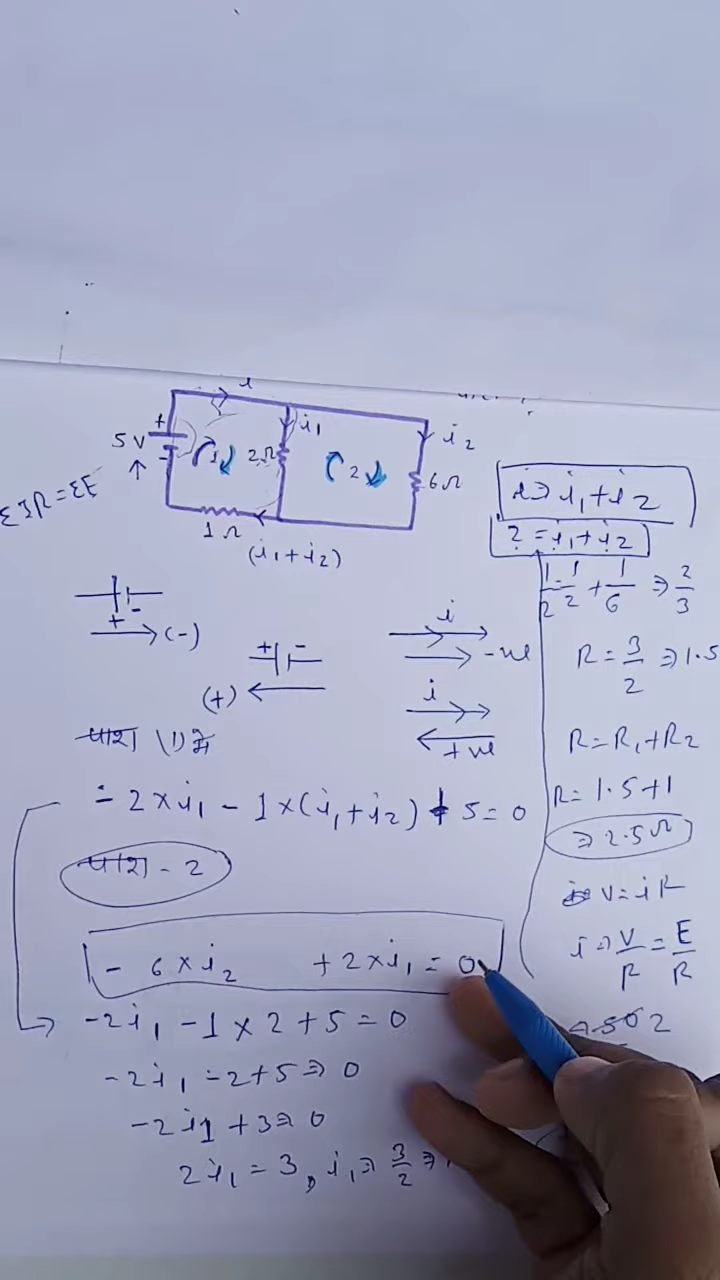 i
+
5V
-
ΣIR=ΣE
i₁
2Ω
1
i₂
6Ω
2
1Ω
(i₁+i₂)
i⇒i₁+i₂
2=i₁+i₂
+ -
(-)
+ -
(+)
i
-ve
i
+ve
1/2+1/6⇒2/3
R=3/2⇒1.5
R=R₁+R₂
R=1.5+1
⇒2.5Ω
V=iR
i⇒V/R=E/R
पाश (1) में
-2×i₁-1×(i₁+i₂)+5=0
पाश-2
-6×i₂ +2×i₁=0
-2i₁-1×2+5=0
-2i₁-2+5⇒0
-2i1+3⇒0
2i₁=3, i₁⇒3/2⇒